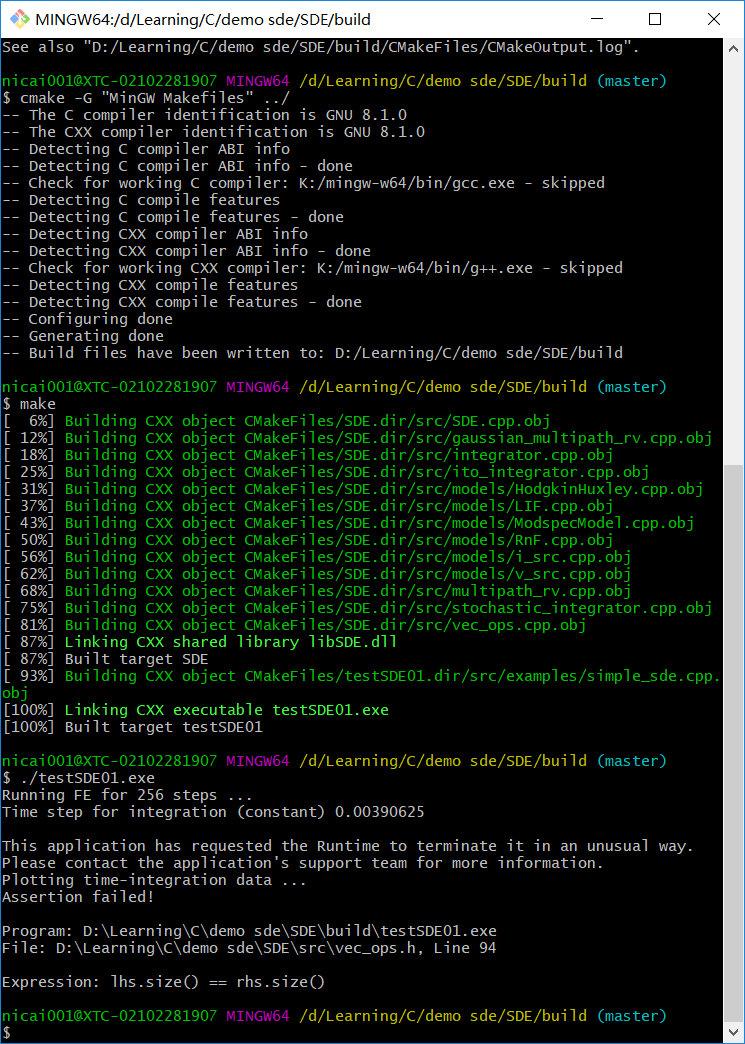 MINGW64:/d/Learning/C/demo sde/SDE/build
See also "D:/Learning/C/demo sde/SDE/build/CMakeFiles/CMakeOutput.log".
nicai001@XTC-02102281907 MINGW64 /d/Learning/C/demo sde/SDE/build (master)
$ cmake -G "MinGW Makefiles" ../
-- The C compiler identification is GNU 8.1.0
-- The CXX compiler identification is GNU 8.1.0
-- Detecting C compiler ABI info
-- Detecting C compiler ABI info - done
-- Check for working C compiler: K:/mingw-w64/bin/gcc.exe - skipped
-- Detecting C compile features
-- Detecting C compile features - done
-- Detecting CXX compiler ABI info
-- Detecting CXX compiler ABI info - done
-- Check for working CXX compiler: K:/mingw-w64/bin/g++.exe - skipped
-- Detecting CXX compile features
-- Detecting CXX compile features - done
-- Configuring done
-- Generating done
-- Build files have been written to: D:/Learning/C/demo sde/SDE/build
nicai001@XTC-02102281907 MINGW64 /d/Learning/C/demo sde/SDE/build (master)
$ make
[  6%] Building CXX object CMakeFiles/SDE.dir/src/SDE.cpp.obj
[ 12%] Building CXX object CMakeFiles/SDE.dir/src/gaussian_multipath_rv.cpp.obj
[ 18%] Building CXX object CMakeFiles/SDE.dir/src/integrator.cpp.obj
[ 25%] Building CXX object CMakeFiles/SDE.dir/src/ito_integrator.cpp.obj
[ 31%] Building CXX object CMakeFiles/SDE.dir/src/models/HodgkinHuxley.cpp.obj
[ 37%] Building CXX object CMakeFiles/SDE.dir/src/models/LIF.cpp.obj
[ 43%] Building CXX object CMakeFiles/SDE.dir/src/models/ModspecModel.cpp.obj
[ 50%] Building CXX object CMakeFiles/SDE.dir/src/models/RnF.cpp.obj
[ 56%] Building CXX object CMakeFiles/SDE.dir/src/models/i_src.cpp.obj
[ 62%] Building CXX object CMakeFiles/SDE.dir/src/models/v_src.cpp.obj
[ 68%] Building CXX object CMakeFiles/SDE.dir/src/multipath_rv.cpp.obj
[ 75%] Building CXX object CMakeFiles/SDE.dir/src/stochastic_integrator.cpp.obj
[ 81%] Building CXX object CMakeFiles/SDE.dir/src/vec_ops.cpp.obj
[ 87%] Linking CXX shared library libSDE.dll
[ 87%] Built target SDE
[ 93%] Building CXX object CMakeFiles/testSDE01.dir/src/examples/simple_sde.cpp.
obj
[100%] Linking CXX executable testSDE01.exe
[100%] Built target testSDE01
nicai001@XTC-02102281907 MINGW64 /d/Learning/C/demo sde/SDE/build (master)
$ ./testSDE01.exe
Running FE for 256 steps ...
Time step for integration (constant) 0.00390625
This application has requested the Runtime to terminate it in an unusual way.
Please contact the application's support team for more information.
Plotting time-integration data ...
Assertion failed!
Program: D:\Learning\C\demo sde\SDE\build\testSDE01.exe
File: D:\Learning\C\demo sde\SDE\src\vec_ops.h, Line 94
Expression: lhs.size() == rhs.size()
nicai001@XTC-02102281907 MINGW64 /d/Learning/C/demo sde/SDE/build (master)
$